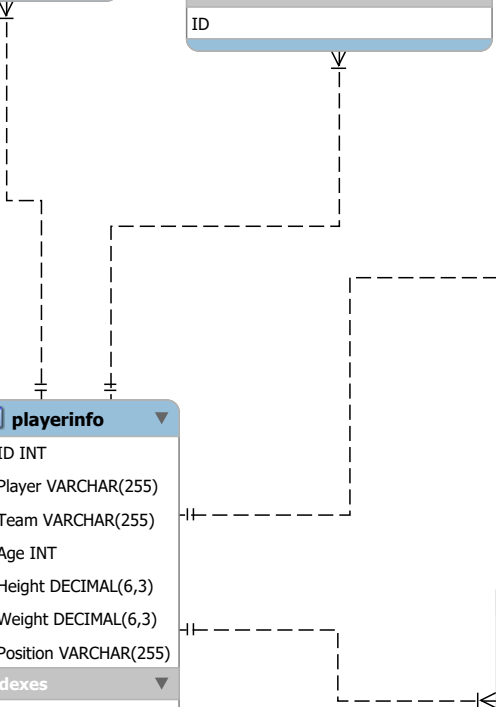 ID
playerinfo
ID INT
Player VARCHAR(255)
Team VARCHAR(255)
Age INT
Height DECIMAL(6,3)
Weight DECIMAL(6,3)
Position VARCHAR(255)
dexes